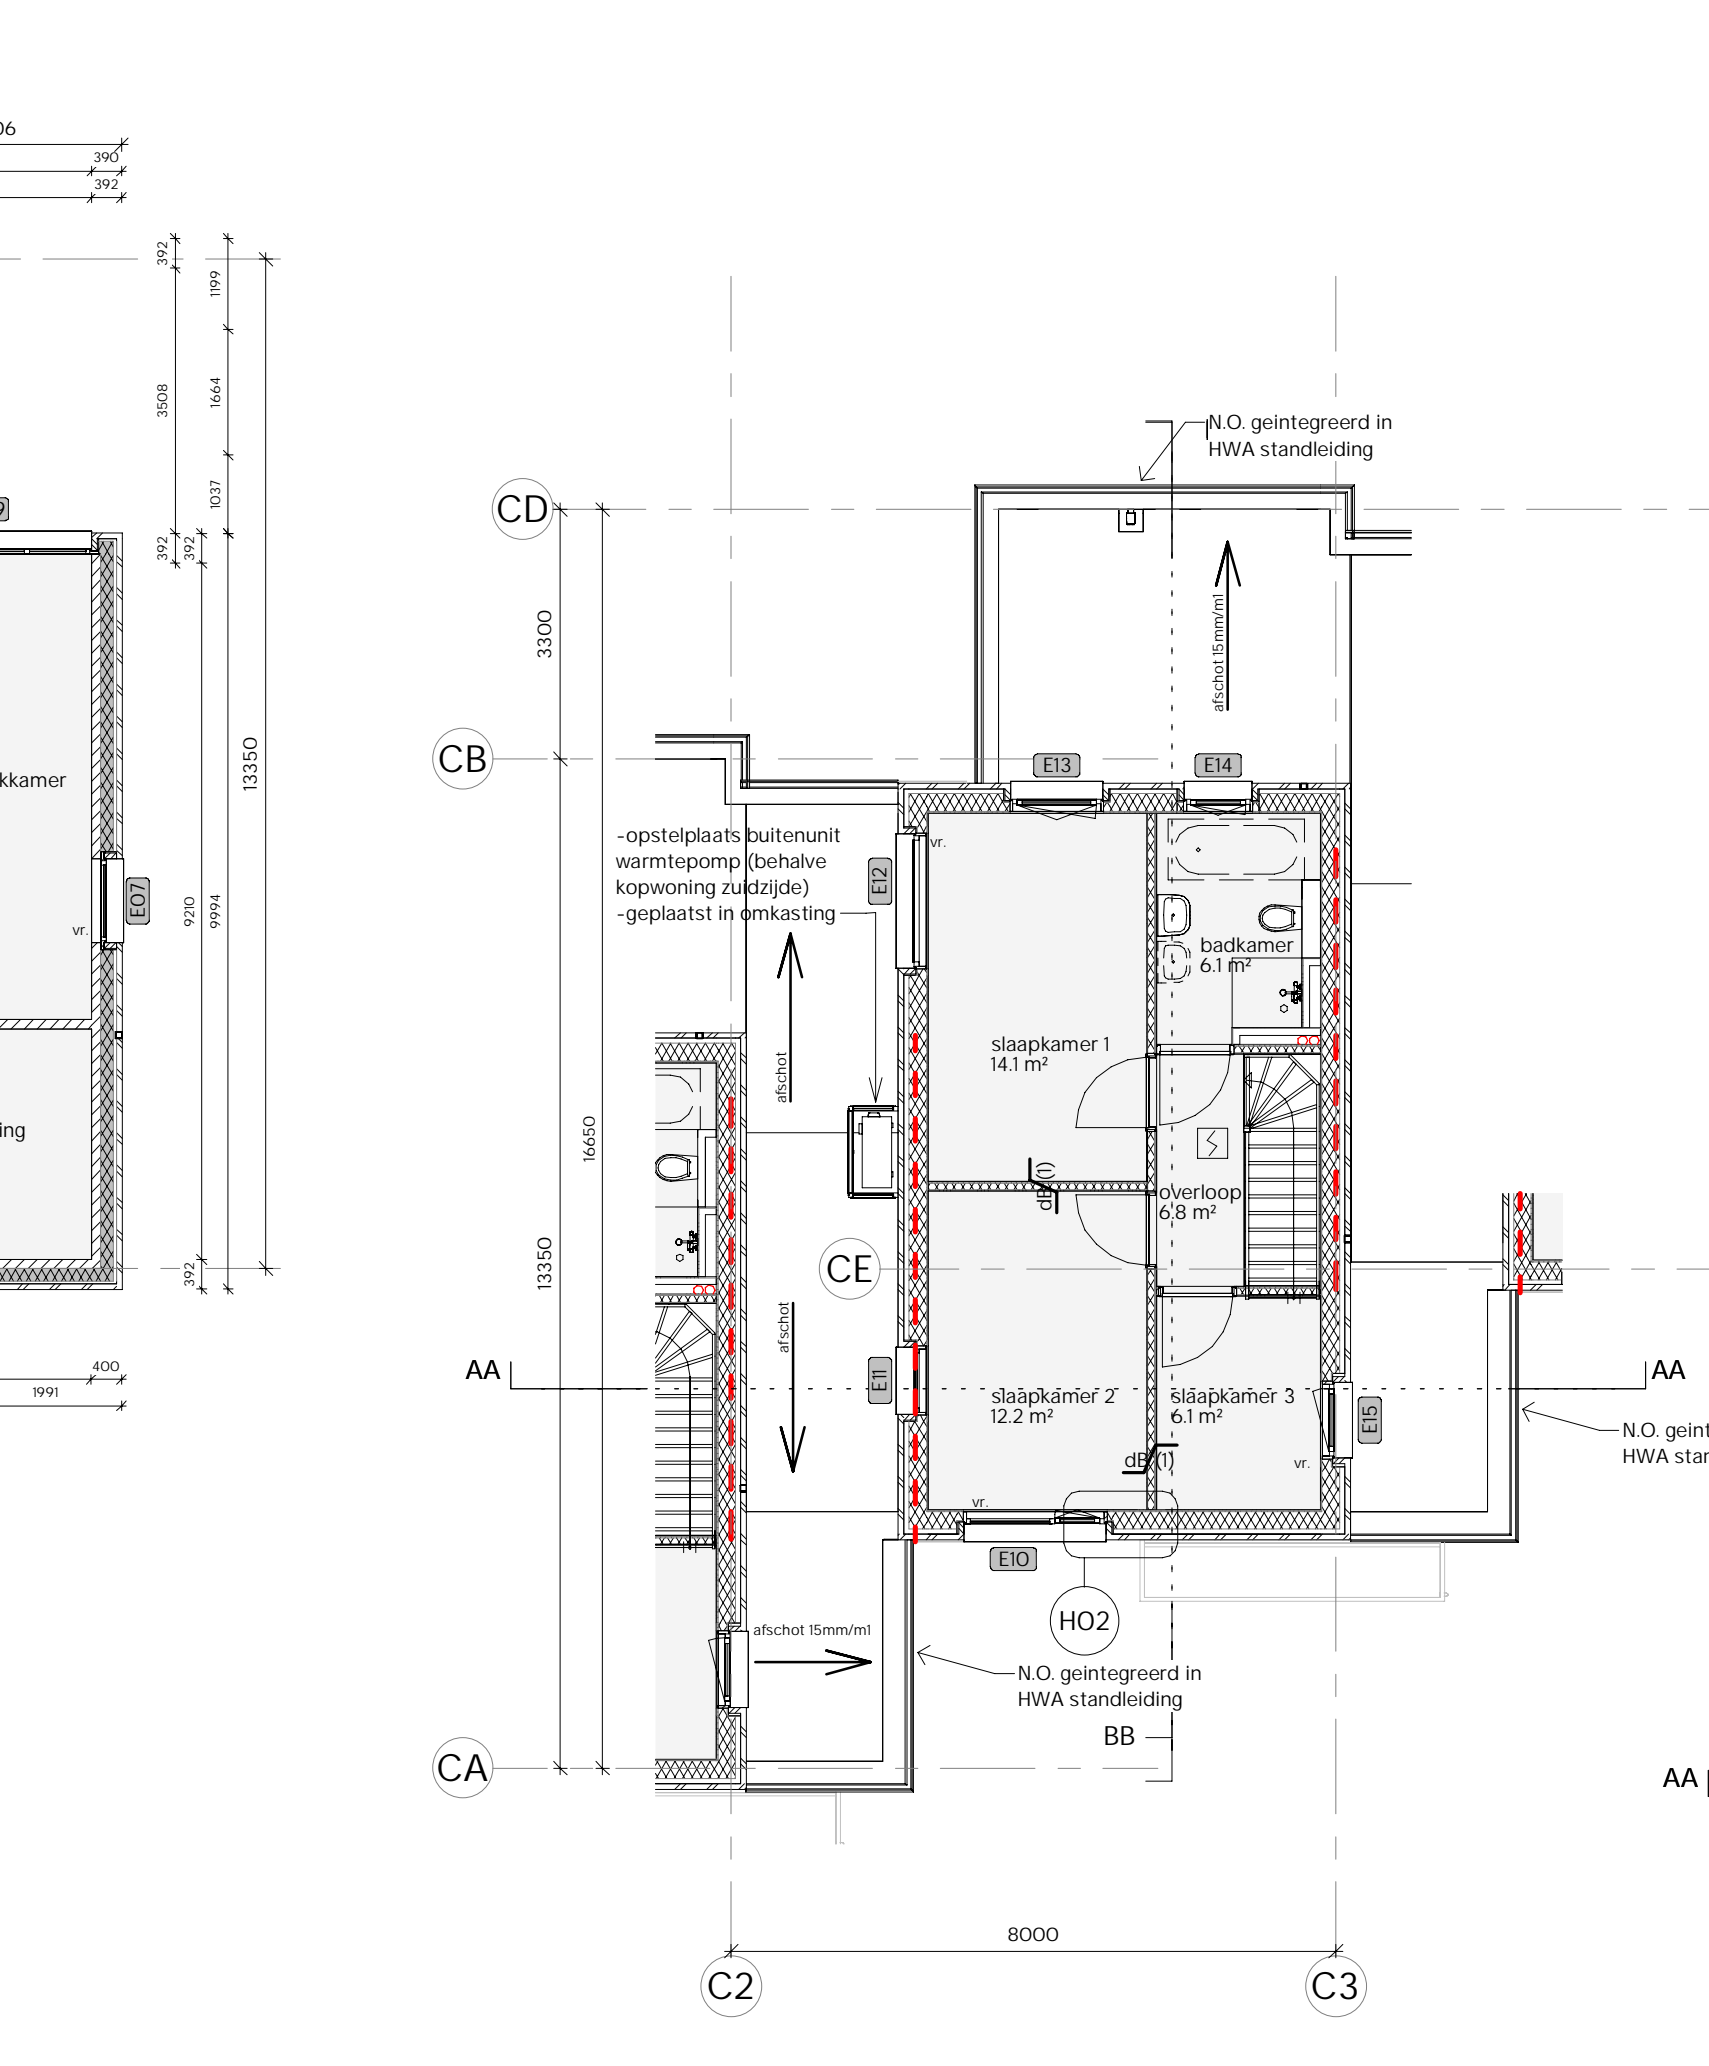 06
390
392
392
3508
392
1199
1664
1037
392
9210
392
9994
13350
kkamer
E07
vr.
ing
400
1991
CD
CB
CE
CA
3300
13350
16650
N.O. geintegreerd in
HWA standleiding
afschot 15mm/m1
E13
E14
-opstelplaats buitenunit
warmtepomp (behalve
kopwoning zuidzijde)
-geplaatst in omkasting
E12
vr.
badkamer
6.1 m²
slaapkamer 1
14.1 m²
afschot
dB (1)
overloop
6.8 m²
afschot
AA
E11
slaapkamer 2
12.2 m²
slaapkamer 3
6.1 m²
E15
AA
N.O. geint
HWA stan
dB (1)
vr.
vr.
E10
H02
afschot 15mm/m1
N.O. geintegreerd in
HWA standleiding
BB
AA
8000
C2
C3